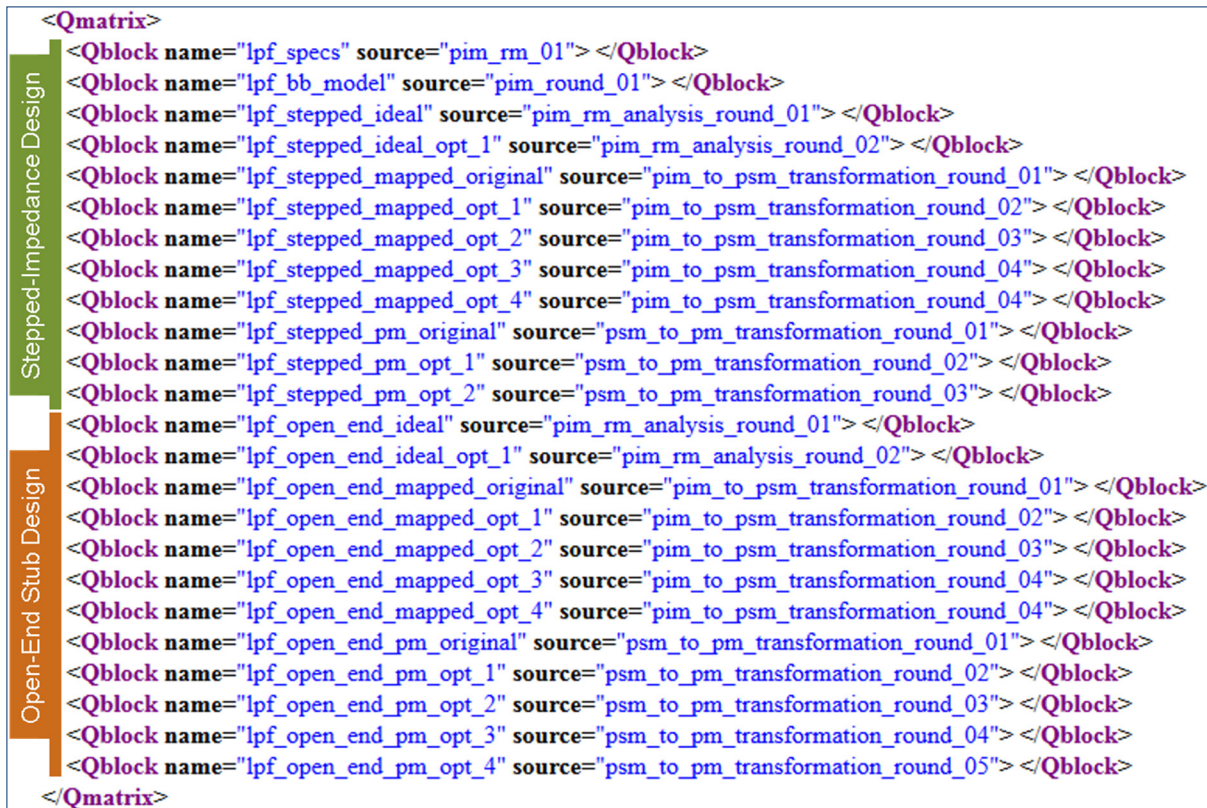 <Qmatrix>
Stepped-Impedance Design
<Qblock name="lpf_specs" source="pim_rm_01"> </Qblock>
<Qblock name="lpf_bb_model" source="pim_round_01"> </Qblock>
<Qblock name="lpf_stepped_ideal" source="pim_rm_analysis_round_01"> </Qblock>
<Qblock name="lpf_stepped_ideal_opt_1" source="pim_rm_analysis_round_02"> </Qblock>
<Qblock name="lpf_stepped_mapped_original" source="pim_to_psm_transformation_round_01"> </Qblock>
<Qblock name="lpf_stepped_mapped_opt_1" source="pim_to_psm_transformation_round_02"> </Qblock>
<Qblock name="lpf_stepped_mapped_opt_2" source="pim_to_psm_transformation_round_03"> </Qblock>
<Qblock name="lpf_stepped_mapped_opt_3" source="pim_to_psm_transformation_round_04"> </Qblock>
<Qblock name="lpf_stepped_mapped_opt_4" source="pim_to_psm_transformation_round_04"> </Qblock>
<Qblock name="lpf_stepped_pm_original" source="psm_to_pm_transformation_round_01"> </Qblock>
<Qblock name="lpf_stepped_pm_opt_1" source="psm_to_pm_transformation_round_02"> </Qblock>
<Qblock name="lpf_stepped_pm_opt_2" source="psm_to_pm_transformation_round_03"> </Qblock>
Open-End Stub Design
<Qblock name="lpf_open_end_ideal" source="pim_rm_analysis_round_01"> </Qblock>
<Qblock name="lpf_open_end_ideal_opt_1" source="pim_rm_analysis_round_02"> </Qblock>
<Qblock name="lpf_open_end_mapped_original" source="pim_to_psm_transformation_round_01"> </Qblock>
<Qblock name="lpf_open_end_mapped_opt_1" source="pim_to_psm_transformation_round_02"> </Qblock>
<Qblock name="lpf_open_end_mapped_opt_2" source="pim_to_psm_transformation_round_03"> </Qblock>
<Qblock name="lpf_open_end_mapped_opt_3" source="pim_to_psm_transformation_round_04"> </Qblock>
<Qblock name="lpf_open_end_mapped_opt_4" source="pim_to_psm_transformation_round_04"> </Qblock>
<Qblock name="lpf_open_end_pm_original" source="psm_to_pm_transformation_round_01"> </Qblock>
<Qblock name="lpf_open_end_pm_opt_1" source="psm_to_pm_transformation_round_02"> </Qblock>
<Qblock name="lpf_open_end_pm_opt_2" source="psm_to_pm_transformation_round_03"> </Qblock>
<Qblock name="lpf_open_end_pm_opt_3" source="psm_to_pm_transformation_round_04"> </Qblock>
<Qblock name="lpf_open_end_pm_opt_4" source="psm_to_pm_transformation_round_05"> </Qblock>
</Qmatrix>